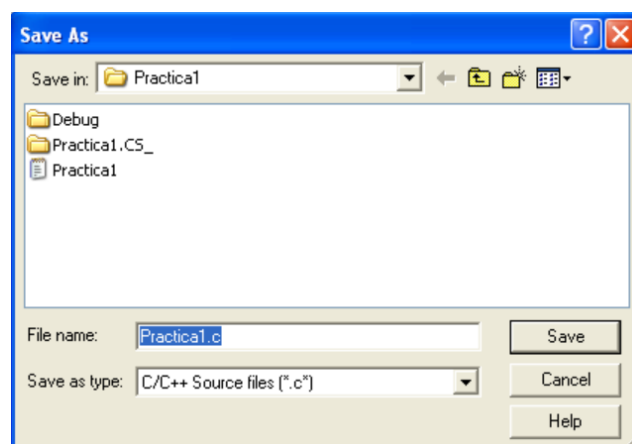 Save As
Save in: Practica1
Debug
Practica1.CS_
Practica1
File name: Practica1.c Save
Save as type: C/C++ Source files (*.c*) Cancel
Help